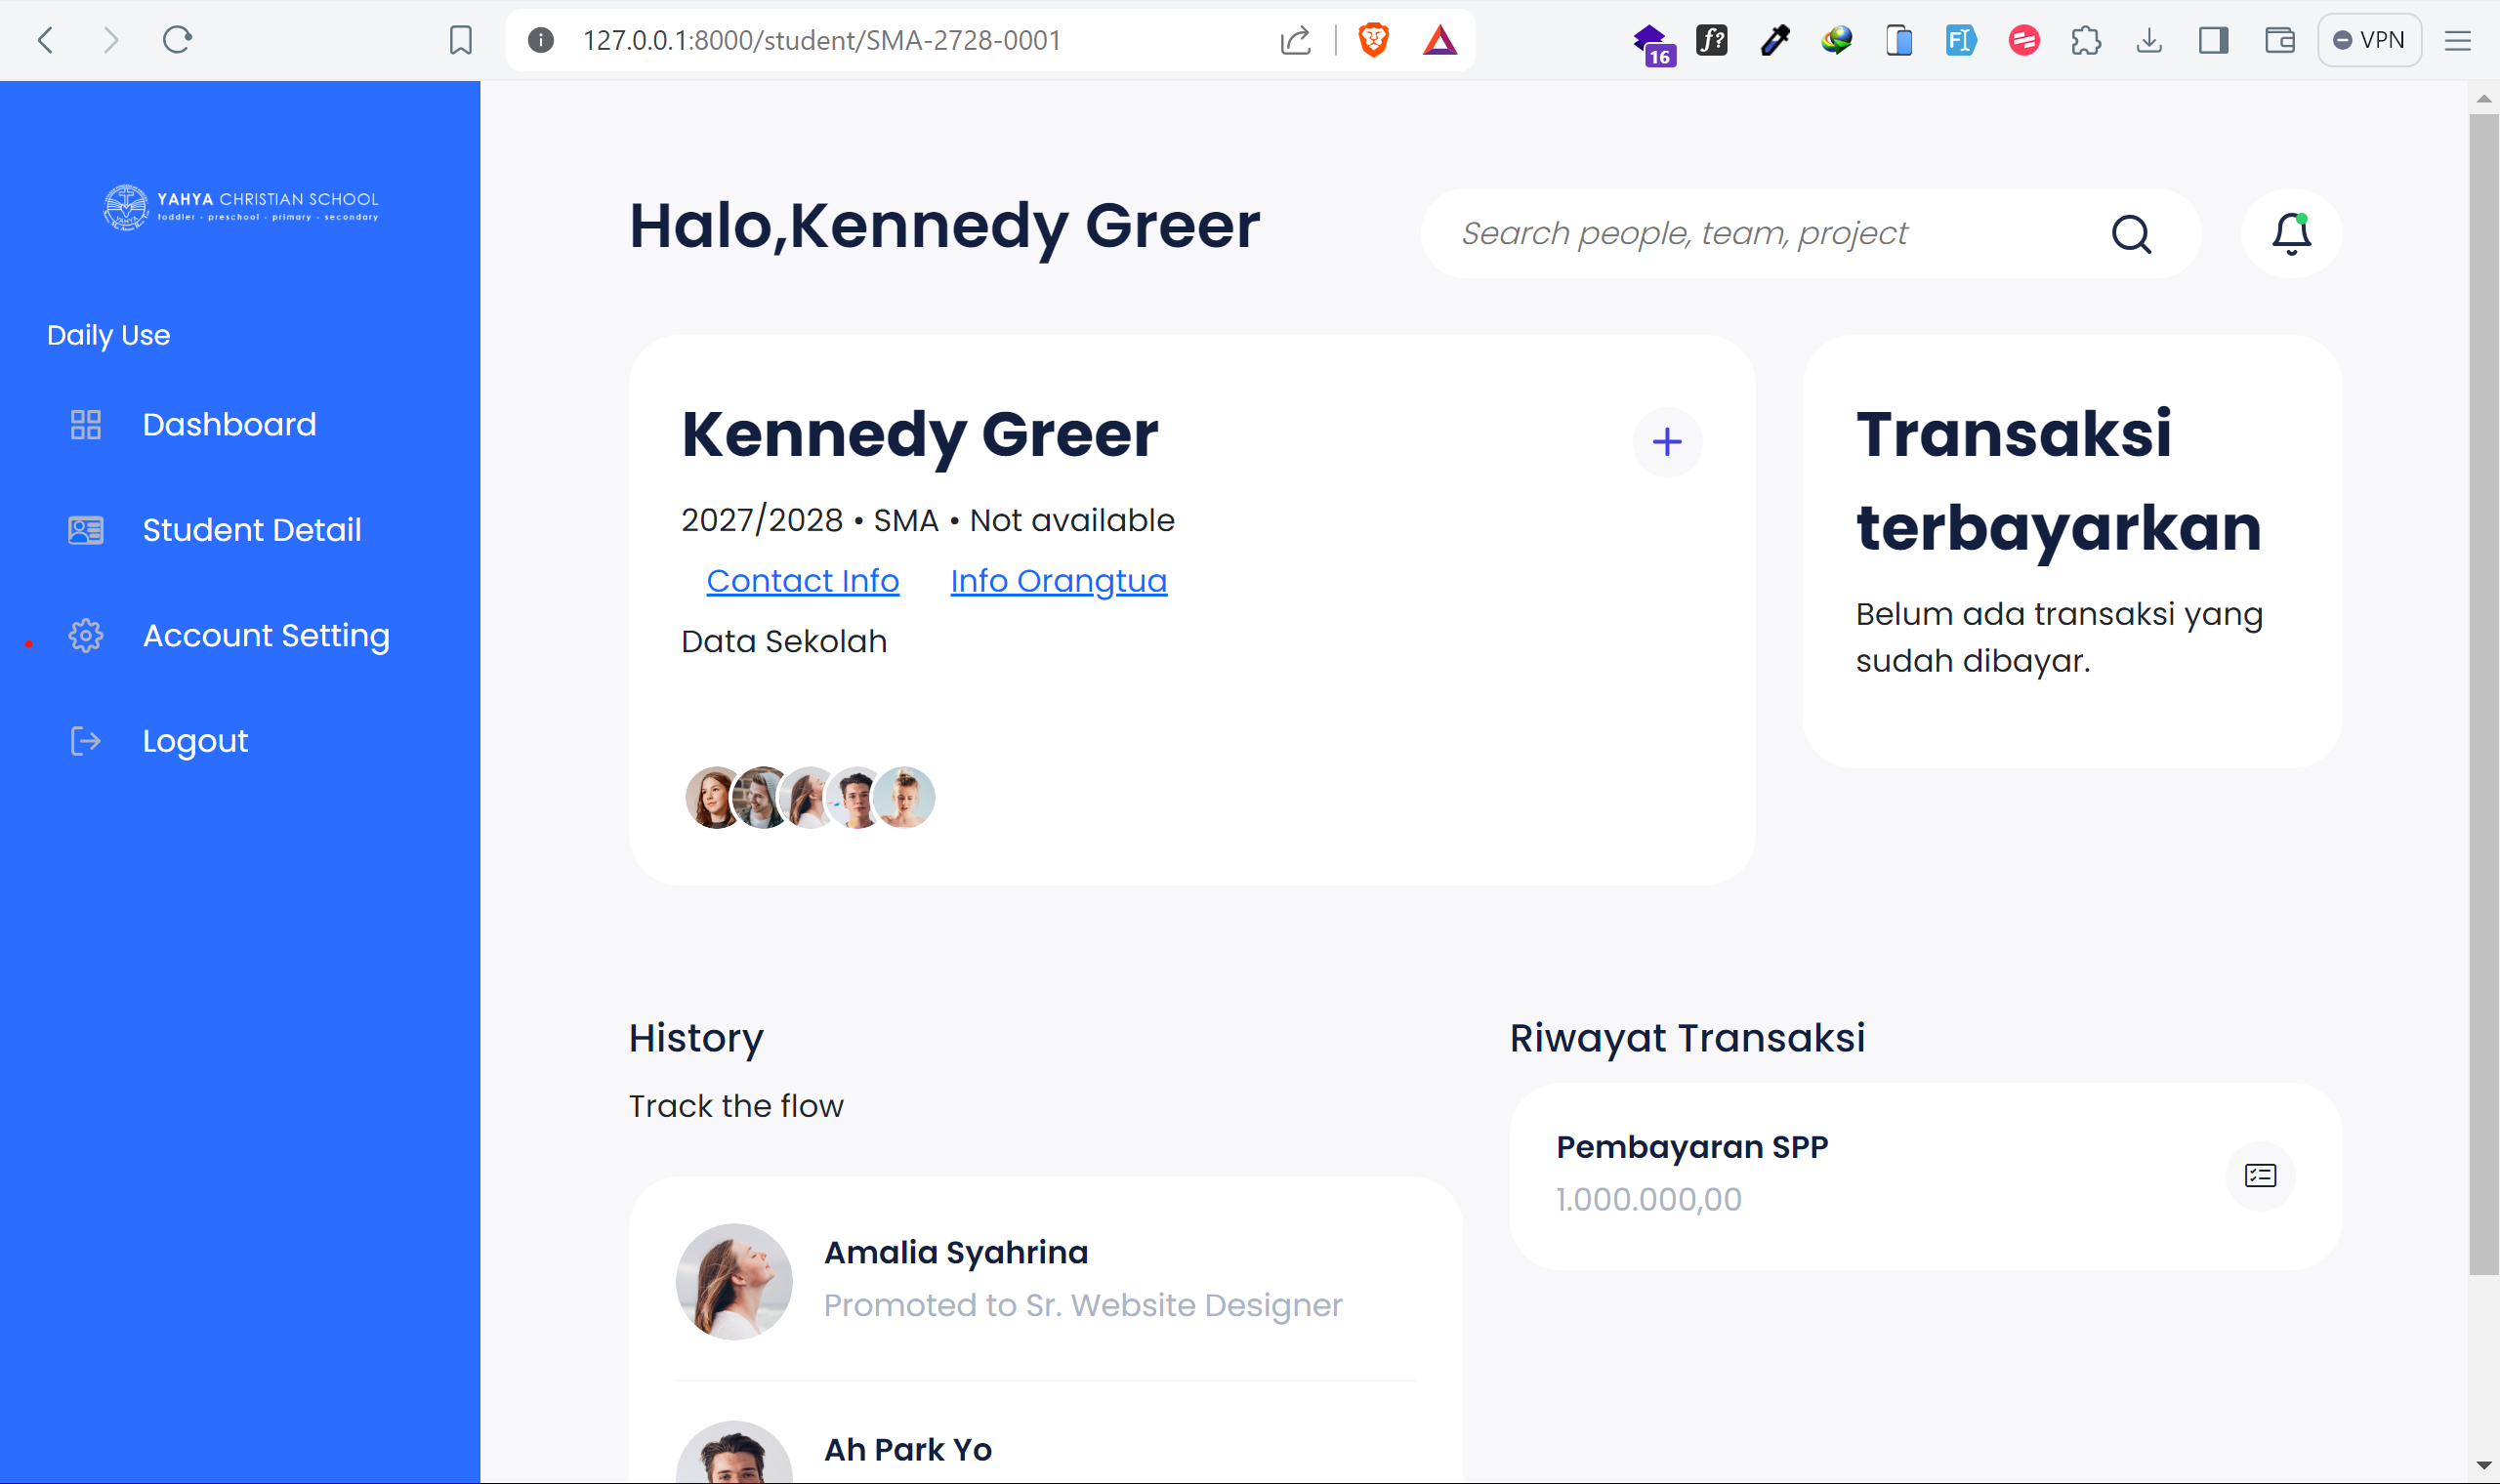 127.0.0.1:8000/student/SMA-2728-0001
16
f?
VPN
YAHYA CHRISTIAN SCHOOL
toddler - preschool - primary - secondary
Daily Use
Dashboard
Student Detail
Account Setting
Logout
Halo,Kennedy Greer
Search people, team, project
Kennedy Greer
2027/2028 • SMA • Not available
Contact Info Info Orangtua
Data Sekolah
Transaksi
terbayarkan
Belum ada transaksi yang
sudah dibayar.
History
Track the flow
Amalia Syahrina
Promoted to Sr. Website Designer
Ah Park Yo
Riwayat Transaksi
Pembayaran SPP
1.000.000,00